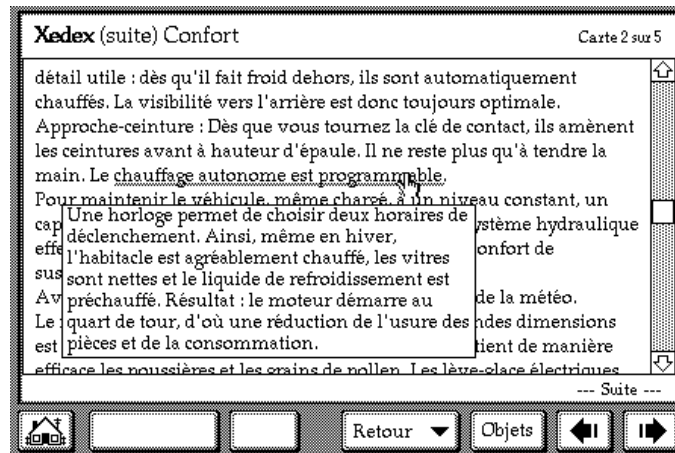 Xedex (suite) Confort
Carte 2 sur 5
détail utile : dès qu'il fait froid dehors, ils sont automatiquement
chauffés. La visibilité vers l'arrière est donc toujours optimale.
Approche-ceinture : Dès que vous tournez la clé de contact, ils amènent
les ceintures avant à hauteur d'épaule. Il ne reste plus qu'à tendre la
main. Le chauffage autonome est programmable.
Pour maintenir le véhicule, même chargé, à un niveau constant, un
cap
ystème hydraulique
effe
onfort de
sus
Av
de la météo.
Le
ndes dimensions
est
tient de manière
efficace les poussières et les grains de pollen. Les lève-glace électriques
Une horloge permet de choisir deux horaires de
déclenchement. Ainsi, même en hiver,
l'habitacle est agréablement chauffé, les vitres
sont nettes et le liquide de refroidissement est
préchauffé. Résultat : le moteur démarre au
quart de tour, d'où une réduction de l'usure des
pièces et de la consommation.
--- Suite ---
Retour
Objets